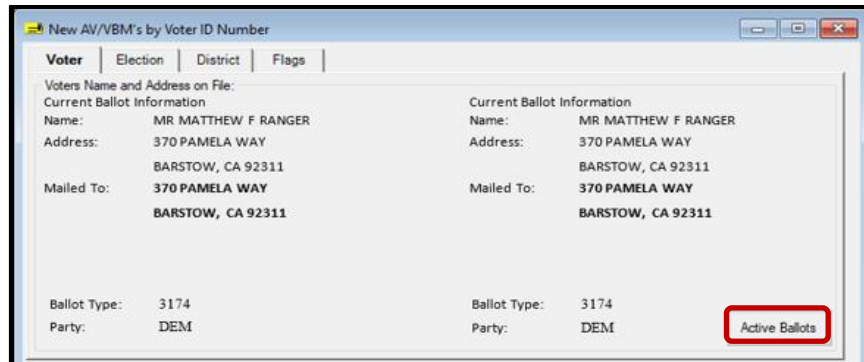 New AV/VBM's by Voter ID Number
Voter Election District Flags
Voters Name and Address on File:
Current Ballot Information Current Ballot Information
Name: MR MATTHEW F RANGER Name: MR MATTHEW F RANGER
Address: 370 PAMELA WAY Address: 370 PAMELA WAY
BARSTOW, CA 92311 BARSTOW, CA 92311
Mailed To: 370 PAMELA WAY Mailed To: 370 PAMELA WAY
BARSTOW, CA 92311 BARSTOW, CA 92311
Ballot Type: 3174 Ballot Type: 3174
Party: DEM Party: DEM Active Ballots